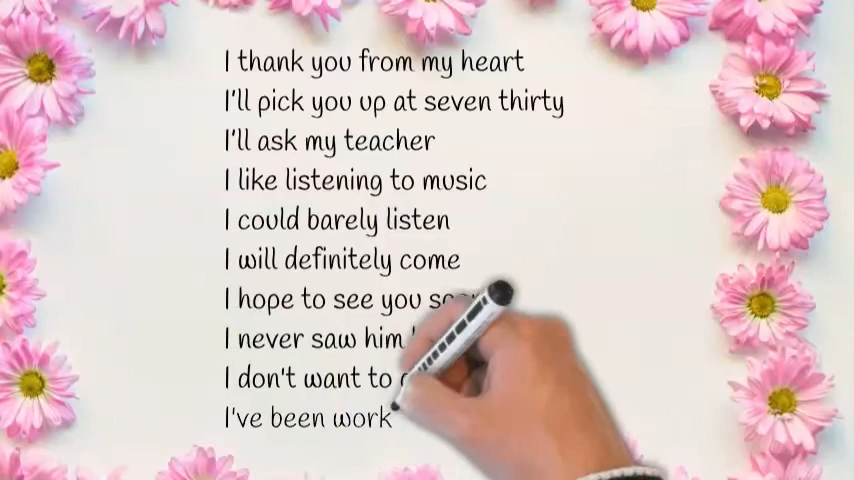 I thank you from my heart
I'll pick you up at seven thirty
I'll ask my teacher
I like listening to music
I could barely listen
I will definitely come
I hope to see you
I never saw him
I don't want to
I've been work